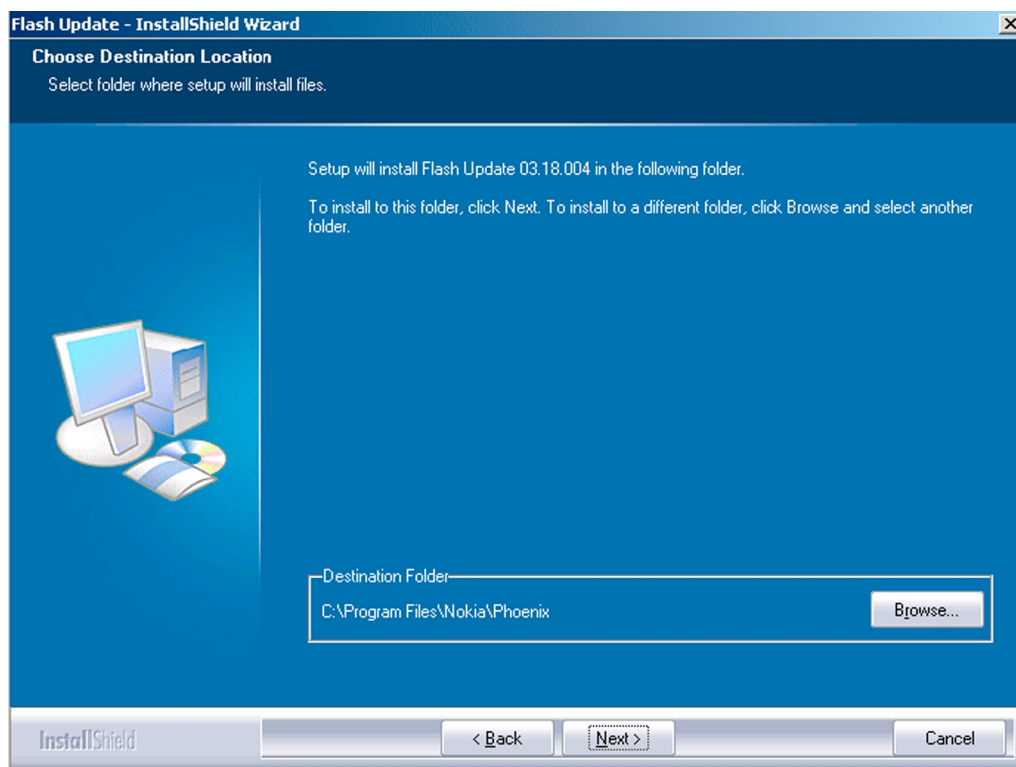 Flash Update - InstallShield Wizard
Choose Destination Location
Select folder where setup will install files.
Setup will install Flash Update 03.18.004 in the following folder.
To install to this folder, click Next. To install to a different folder, click Browse and select another
folder.
Destination Folder
C:\Program Files\Nokia\Phoenix
Browse...
InstallShield
< Back
Next >
Cancel